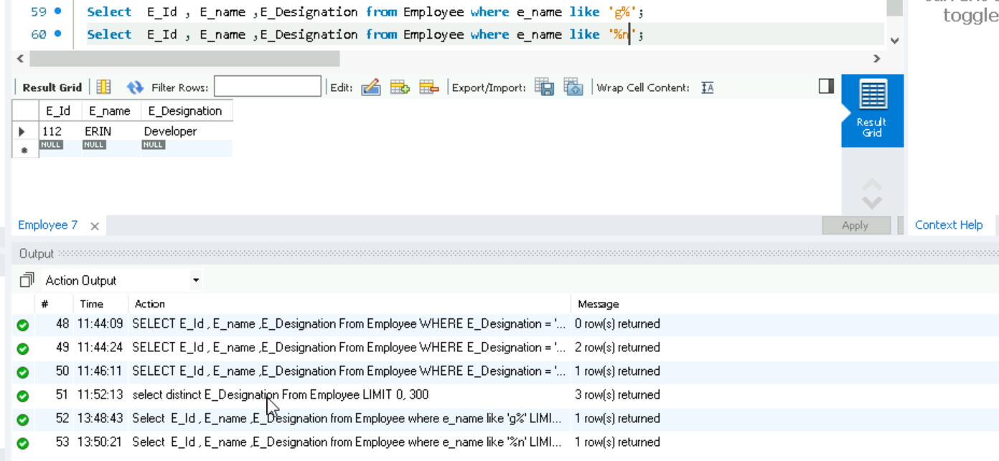 toggle
59 Select E_Id , E_name ,E_Designation from Employee where e_name like 'g%';
60 Select E_Id , E_name ,E_Designation from Employee where e_name like '%n';
Result Grid Filter Rows: Edit: Export/Import: Wrap Cell Content: IA
E_Id E_name E_Designation
112 ERIN Developer
NULL NULL NULL
Result
Grid
Employee 7 Apply Context Help
Output
Action Output
# Time Action Message
48 11:44:09 SELECT E_Id , E_name ,E_Designation From Employee WHERE E_Designation = '... 0 row(s) returned
49 11:44:24 SELECT E_Id , E_name ,E_Designation From Employee WHERE E_Designation = '... 2 row(s) returned
50 11:46:11 SELECT E_Id , E_name ,E_Designation From Employee WHERE E_Designation = '... 1 row(s) returned
51 11:52:13 select distinct E_Designation From Employee LIMIT 0, 300 3 row(s) returned
52 13:48:43 Select E_Id , E_name ,E_Designation from Employee where e_name like 'g%' LIMI... 1 row(s) returned
53 13:50:21 Select E_Id , E_name ,E_Designation from Employee where e_name like '%n' LIMI... 1 row(s) returned